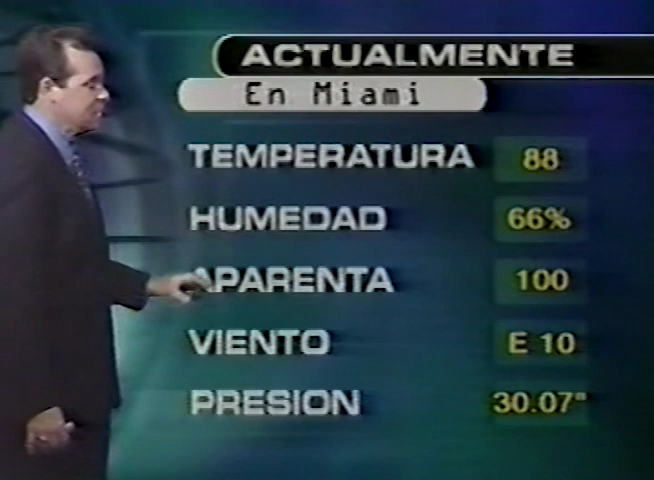 ACTUALMENTE
En Miami
TEMPERATURA 88
HUMEDAD 66%
APARENTA 100
VIENTO E 10
PRESION 30.07"